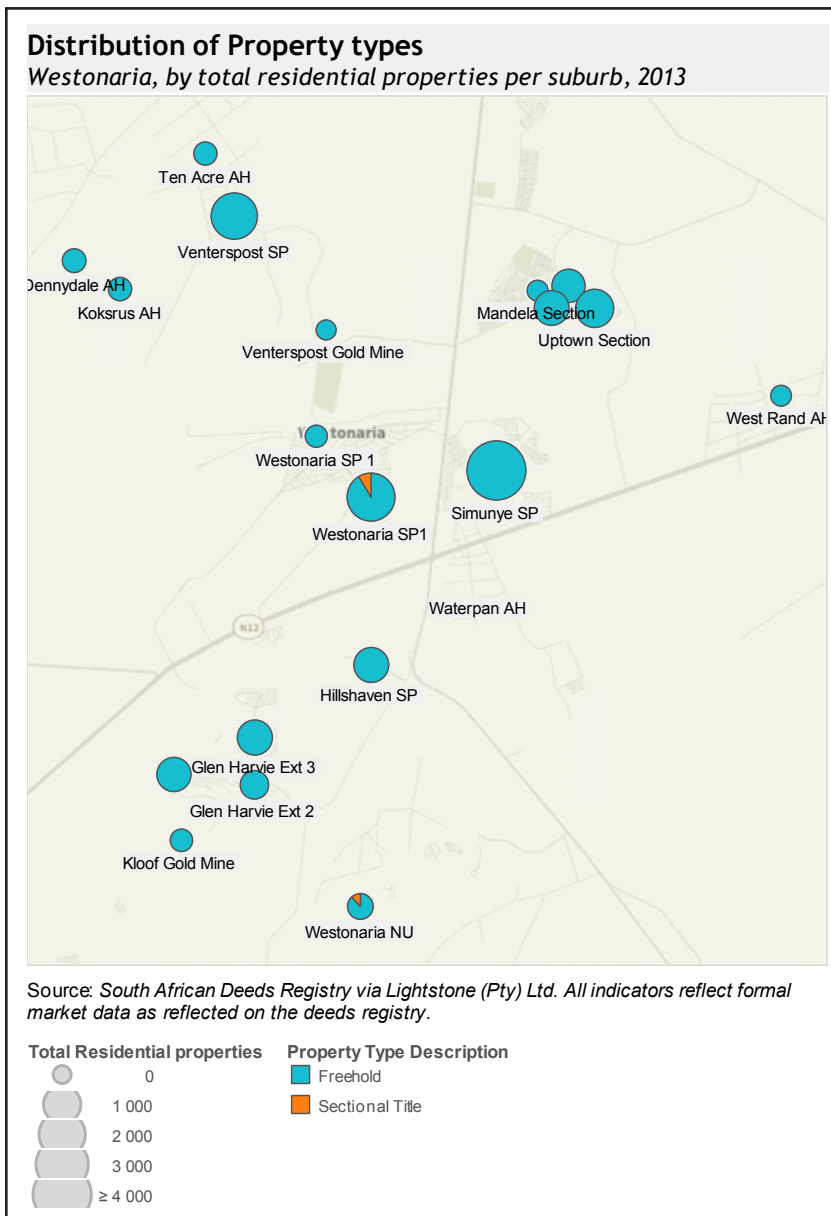 Distribution of Property types
Westonaria, by total residential properties per suburb, 2013
Ten Acre AH
Venterspost SP
Dennydale AH
Koksrus AH
Mandela Section
Venterspost Gold Mine
Uptown Section
West Rand AH
Westonaria
Westonaria SP 1
Simunye SP
Westonaria SP1
Waterpan AH
N12
Hillshaven SP
Glen Harvie Ext 3
Glen Harvie Ext 2
Kloof Gold Mine
Westonaria NU
Source: South African Deeds Registry via Lightstone (Pty) Ltd. All indicators reflect formal
market data as reflected on the deeds registry.
Total Residential properties
0
1 000
2 000
3 000
≥ 4 000
Property Type Description
Freehold
Sectional Title